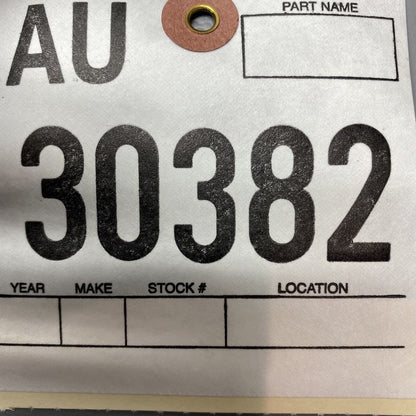 AU PART NAME
30382
YEAR MAKE STOCK # LOCATION